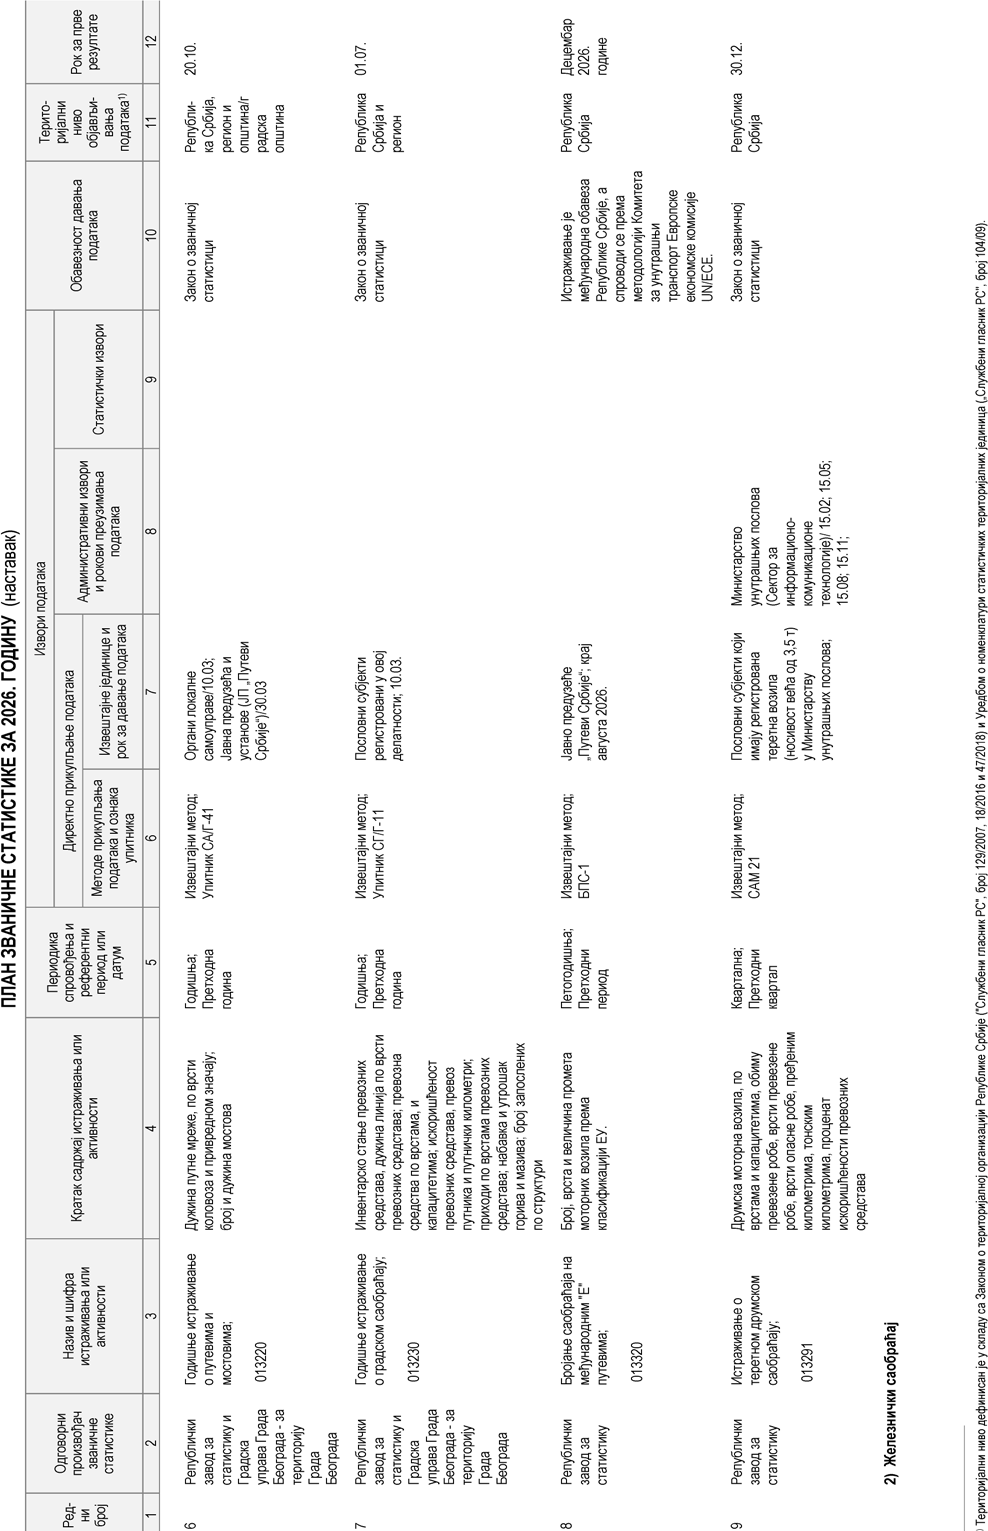 ПЛАН ЗВАНИЧНЕ СТАТИСТИКЕ ЗА 2026. ГОДИНУ (наставак)
Ред-
ни
број
Одговорни
произвођач
званичне
статистике
Назив и шифра
истраживања или
активности
Кратак садржај истраживања или
активности
Периодика
спровођења и
референтни
период или
датум
Извори података
Директно прикупљање података
Методе прикупљања
података и ознака
упитника
Извештајне јединице и
рок за давање података
Административни извори
и рокови преузимања
података
Статистички извори
Обавезност давања
података
Терито-
ријални
ниво
објављи-
вања
података1)
Рок за прве
резултате
1
2
3
4
5
6
7
8
9
10
11
12
6
Републички
завод за
статистику и
Градска
управа Града
Београда - за
територију
Града
Београда
Годишње истраживање
о путевима и
мостовима;
013220
Дужина путне мреже, по врсти
коловоза и привредном значају;
број и дужина мостова
Годишња;
Претходна
година
Извештајни метод;
Упитник САЈГ-41
Органи локалне
самоуправе/10.03;
Јавна предузећа и
установе (ЈП „Путеви
Србије“)/30.03
Закон о званичној
статистици
Републи-
ка Србија,
регион и
општина/г
радска
општина
20.10.
7
Републички
завод за
статистику и
Градска
управа Града
Београда - за
територију
Града
Београда
Годишње истраживање
о градском саобраћају;
013230
Инвентарско стање превозних
средстава, дужина линија по врсти
превозних средстава; превозна
средства по врстама, и
капацитетима; искоришћеност
превозних средстава, превоз
путника и путнички километри;
приходи по врстама превозних
средстава; набавка и утрошак
горива и мазива; број запослених
по структури
Годишња;
Претходна
година
Извештајни метод;
Упитник СГ/Г-11
Пословни субјекти
регистровани у овој
делатности; 10.03.
Закон о званичној
статистици
Република
Србија и
регион
01.07.
8
Републички
завод за
статистику
Бројање саобраћаја на
међународним "Е"
путевима;
013320
Број, врста и величина промета
моторних возила према
класификацији ЕУ.
Петогодишња;
Претходни
период
Извештајни метод;
БПС-1
Јавно предузеће
„Путеви Србије“; крај
августа 2026.
Истраживање је
међународна обавеза
Републике Србије, а
спроводи се према
методологији Комитета
за унутрашњи
транспорт Европске
економске комисије
UN/ECE.
Република
Србија
Децембар
2026.
године
9
Републички
завод за
статистику
Истраживање о
теретном друмском
саобраћају;
013291
Друмска моторна возила, по
врстама и капацитетима, обиму
превезене робе, врсти превезене
робе, врсти опасне робе, пређеним
километрима, тонским
километрима, проценат
искоришћености превозних
средстава
Квартална;
Претходни
квартал
Извештајни метод;
САМ 21
Пословни субјекти који
имају регистрована
теретна возила
(носивост већа од 3,5 т)
у Министарству
унутрашњих послова;
Министарство
унутрашњих послова
(Сектор за
информационо-
комуникационе
технологије)/ 15.02; 15.05;
15.08; 15.11;
Закон о званичној
статистици
Република
Србија
30.12.
2) Железнички саобраћај
) Територијални ниво дефинисан је у складу са Законом о територијалној организацији Републике Србије ("Службени гласник РС", број 129/2007, 18/2016 и 47/2018) и Уредбом о номенклатури статистичких територијалних јединица („Службени гласник РС", број 104/09).